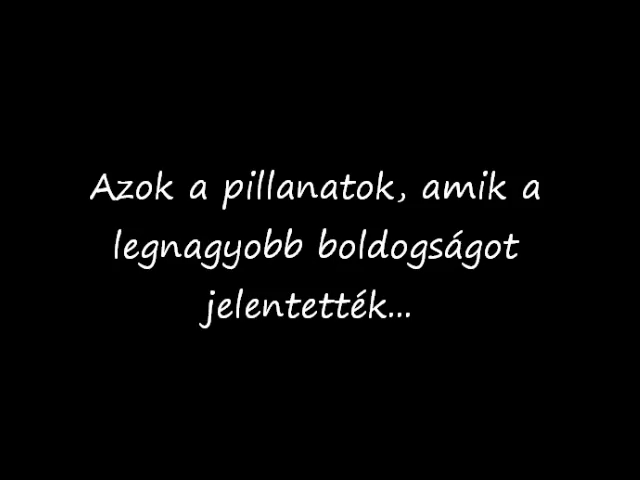 Azok a pillanatok, amik a
legnagyobb boldogságot
jelentették...